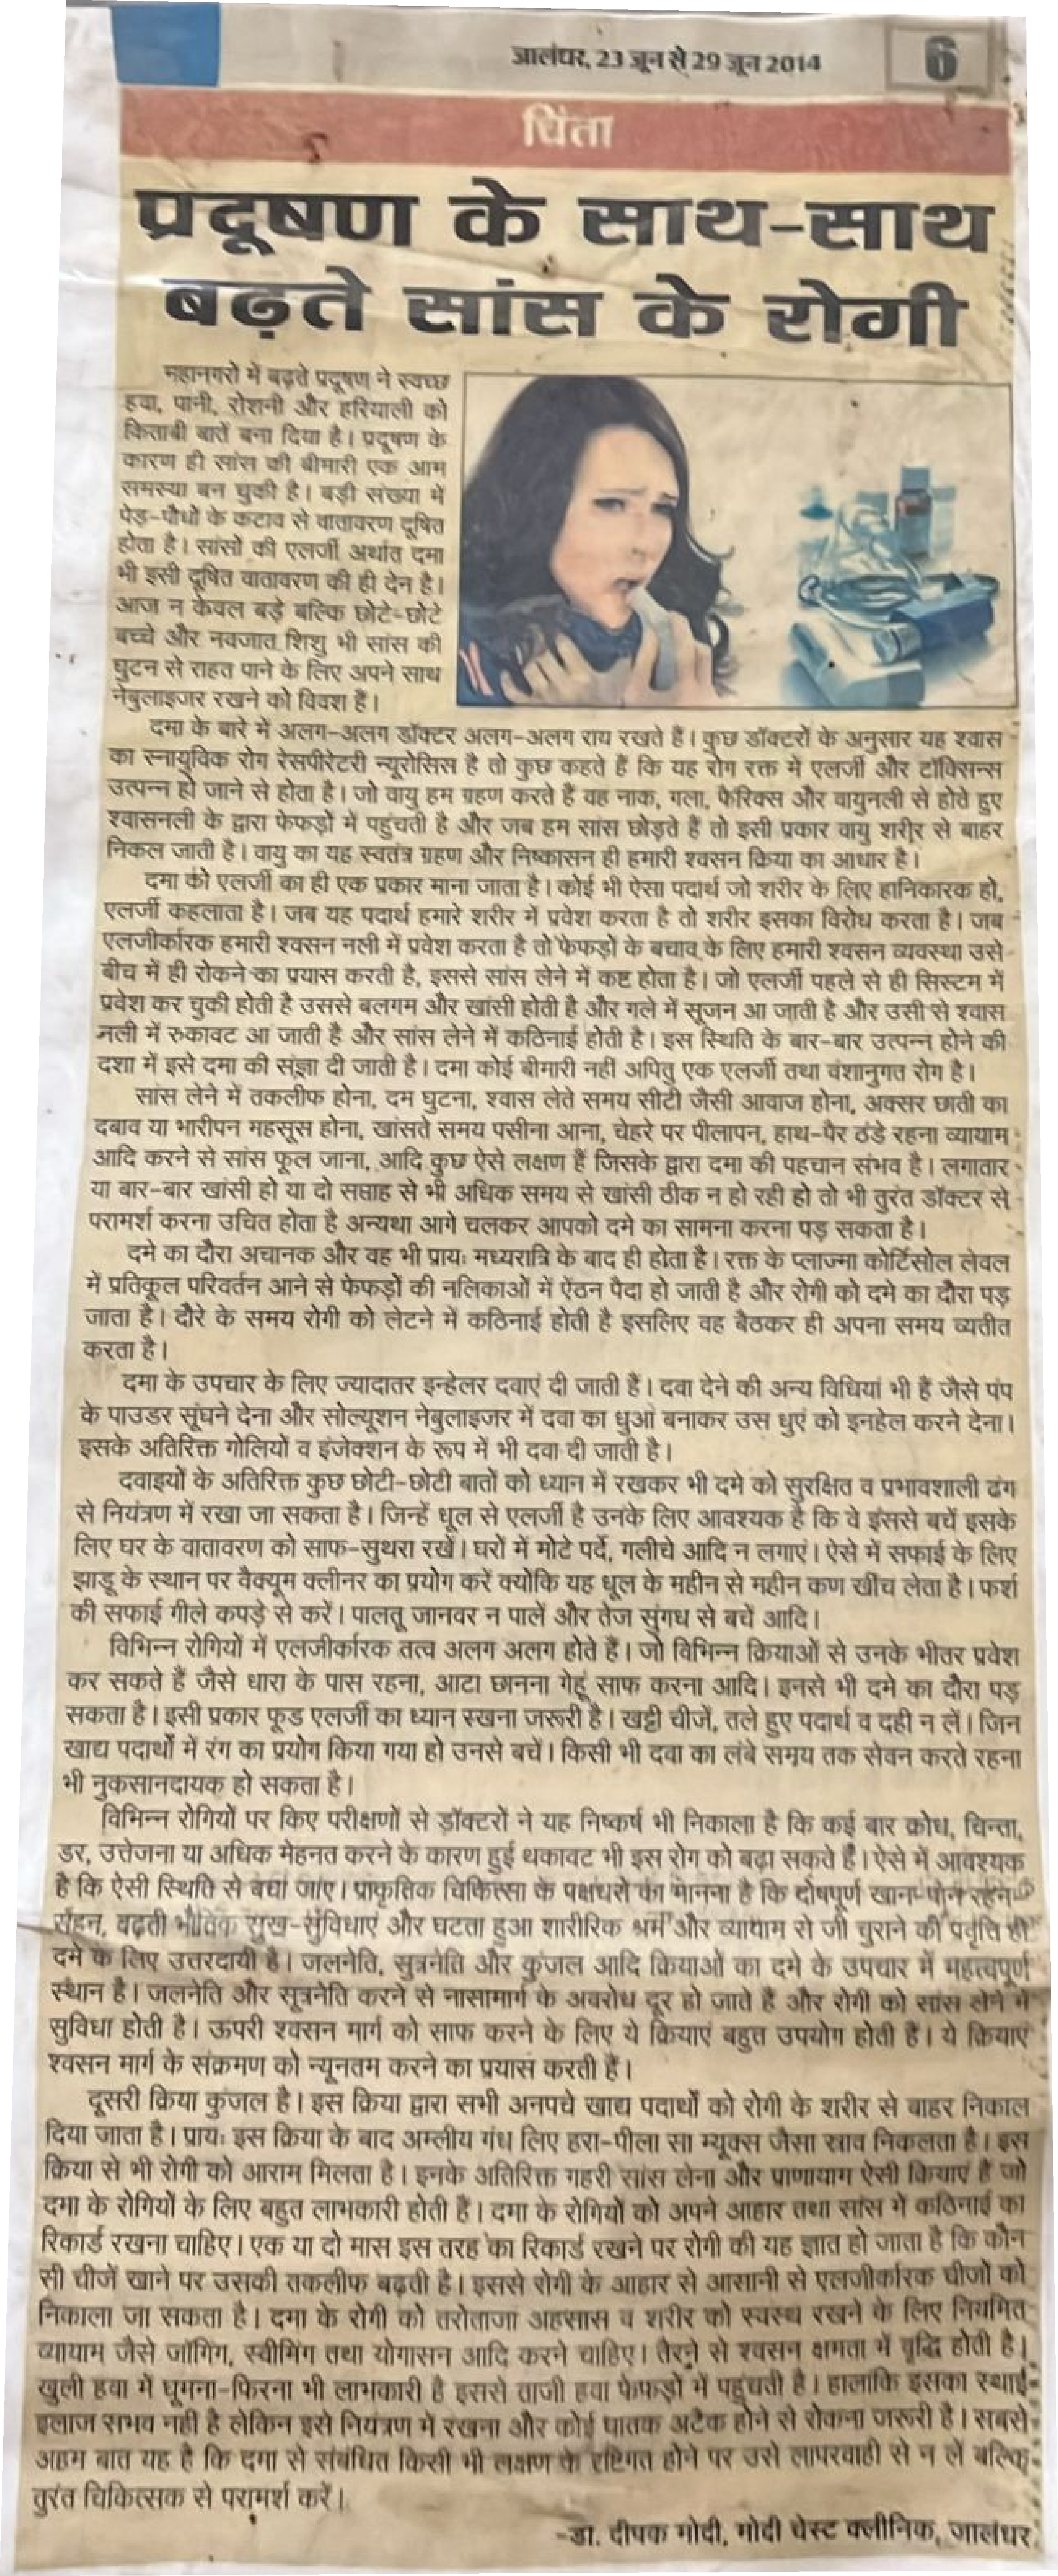 जालंधर, 23 जून से 29 जून 2014
6
चिंता
प्रदूषण के साथ-साथ
बढ़ते सांस के रोगी
महानगरों में बढ़ते प्रदूषण ने स्वच्छ
हवा, पानी, रोशनी और हरियाली को
किताबी बातें बना दिया है। प्रदूषण के
कारण ही सांस की बीमारी एक आम
समस्या बन चुकी है। बड़ी संख्या में
पेड़-पौधों के कटाव से वातावरण दूषित
होता है। सांसों की एलर्जी अर्थात दमा
भी इसी दूषित वातावरण की ही देन है।
आज न केवल बड़े बल्कि छोटे-छोटे
बच्चे और नवजात शिशु भी सांस की
घुटन से राहत पाने के लिए अपने साथ
नेबुलाइजर रखने को विवश हैं।
दमा के बारे में अलग-अलग डॉक्टर अलग-अलग राय रखते हैं। कुछ डॉक्टरों के अनुसार यह श्वास
का स्नायुविक रोग रेसपीरेटरी न्यूरोसिस है तो कुछ कहते हैं कि यह रोग रक्त में एलर्जी और टॉक्सिन्स
उत्पन्न हो जाने से होता है। जो वायु हम ग्रहण करते हैं वह नाक, गला, फैरिक्स और वायुनली से होते हुए
श्वासनली के द्वारा फेफड़ों में पहुंचती है और जब हम सांस छोड़ते हैं तो इसी प्रकार वायु शरीर से बाहर
निकल जाती है। वायु का यह स्वतंत्र ग्रहण और निष्कासन ही हमारी श्वसन क्रिया का आधार है।
दमा को एलर्जी का ही एक प्रकार माना जाता है। कोई भी ऐसा पदार्थ जो शरीर के लिए हानिकारक हो,
एलर्जी कहलाता है। जब यह पदार्थ हमारे शरीर में प्रवेश करता है तो शरीर इसका विरोध करता है। जब
एलर्जीकारक हमारी श्वसन नली में प्रवेश करता है तो फेफड़ों के बचाव के लिए हमारी श्वसन व्यवस्था उसे
बीच में ही रोकने का प्रयास करती है, इससे सांस लेने में कष्ट होता है। जो एलर्जी पहले से ही सिस्टम में
प्रवेश कर चुकी होती है उससे बलगम और खांसी होती है और गले में सूजन आ जाती है और उसी से श्वास
नली में रुकावट आ जाती है और सांस लेने में कठिनाई होती है। इस स्थिति के बार-बार उत्पन्न होने की
दशा में इसे दमा की संज्ञा दी जाती है। दमा कोई बीमारी नहीं अपितु एक एलर्जी तथा वंशानुगत रोग है।
सांस लेने में तकलीफ होना, दम घुटना, श्वास लेते समय सीटी जैसी आवाज होना, अक्सर छाती का
दबाव या भारीपन महसूस होना, खांसते समय पसीना आना, चेहरे पर पीलापन, हाथ-पैर ठंडे रहना व्यायाम
आदि करने से सांस फूल जाना, आदि कुछ ऐसे लक्षण हैं जिसके द्वारा दमा की पहचान संभव है। लगातार
या बार-बार खांसी हो या दो सप्ताह से भी अधिक समय से खांसी ठीक न हो रही हो तो भी तुरंत डॉक्टर से
परामर्श करना उचित होता है अन्यथा आगे चलकर आपको दमे का सामना करना पड़ सकता है।
दमे का दौरा अचानक और वह भी प्रायः मध्यरात्रि के बाद ही होता है। रक्त के प्लाज्मा कोर्टिसोल लेवल
में प्रतिकूल परिवर्तन आने से फेफड़ों की नलिकाओं में ऐंठन पैदा हो जाती है और रोगी को दमे का दौरा पड़
जाता है। दौरे के समय रोगी को लेटने में कठिनाई होती है इसलिए वह बैठकर ही अपना समय व्यतीत
करता है।
दमा के उपचार के लिए ज्यादातर इन्हेलर दवाएं दी जाती हैं। दवा देने की अन्य विधियां भी हैं जैसे पंप
के पाउडर सूंघने देना और सोल्यूशन नेबुलाइजर में दवा का धुआं बनाकर उस धुएं को इनहेल करने देना।
इसके अतिरिक्त गोलियों व इंजेक्शन के रूप में भी दवा दी जाती है।
दवाइयों के अतिरिक्त कुछ छोटी-छोटी बातों को ध्यान में रखकर भी दमे को सुरक्षित व प्रभावशाली ढंग
से नियंत्रण में रखा जा सकता है। जिन्हें धूल से एलर्जी है उनके लिए आवश्यक है कि वे इससे बचें इसके
लिए घर के वातावरण को साफ-सुथरा रखें। घरों में मोटे पर्दे, गलीचे आदि न लगाएं। ऐसे में सफाई के लिए
झाडू के स्थान पर वैक्यूम क्लीनर का प्रयोग करें क्योंकि यह धूल के महीन से महीन कण खींच लेता है। फर्श
की सफाई गीले कपड़े से करें। पालतू जानवर न पालें और तेज सुंगध से बचें आदि।
विभिन्न रोगियों में एलर्जीकारक तत्व अलग अलग होते हैं। जो विभिन्न क्रियाओं से उनके भीतर प्रवेश
कर सकते हैं जैसे धारा के पास रहना, आटा छानना गेहूं साफ करना आदि। इनसे भी दमे का दौरा पड़
सकता है। इसी प्रकार फूड एलर्जी का ध्यान रखना जरूरी है। खट्टी चीजें, तले हुए पदार्थ व दही न लें। जिन
खाद्य पदार्थों में रंग का प्रयोग किया गया हो उनसे बचें। किसी भी दवा का लंबे समय तक सेवन करते रहना
भी नुकसानदायक हो सकता है।
विभिन्न रोगियों पर किए परीक्षणों से डॉक्टरों ने यह निष्कर्ष भी निकाला है कि कई बार क्रोध, चिन्ता,
डर, उत्तेजना या अधिक मेहनत करने के कारण हुई थकावट भी इस रोग को बढ़ा सकते हैं। ऐसे में आवश्यक
है कि ऐसी स्थिति से बचा जाए। प्राकृतिक चिकित्सा के पक्षधरों का मानना है कि दोषपूर्ण खान-पान रहन-
सहन, बढ़ती भौतिक सुख-सुविधाएं और घटता हुआ शारीरिक श्रम और व्यायाम से जी चुराने की प्रवृत्ति ही
दमे के लिए उत्तरदायी है। जलनेति, सुत्रनेति और कुंजल आदि क्रियाओं का दमे के उपचार में महत्वपूर्ण
स्थान है। जलनेति और सूत्रनेति करने से नासामार्ग के अवरोध दूर हो जाते हैं और रोगी को सांस लेने में
सुविधा होती है। ऊपरी श्वसन मार्ग को साफ करने के लिए ये क्रियाएं बहुत उपयोग होती हैं। ये क्रियाएं
श्वसन मार्ग के संक्रमण को न्यूनतम करने का प्रयास करती हैं।
दूसरी क्रिया कुंजल है। इस क्रिया द्वारा सभी अनपचे खाद्य पदार्थों को रोगी के शरीर से बाहर निकाल
दिया जाता है। प्रायः इस क्रिया के बाद अम्लीय गंध लिए हरा-पीला सा म्यूक्स जैसा स्राव निकलता है। इस
क्रिया से भी रोगी को आराम मिलता है। इनके अतिरिक्त गहरी सांस लेना और प्राणायाम ऐसी कियाएं हैं जो
दमा के रोगियों के लिए बहुत लाभकारी होती हैं। दमा के रोगियों को अपने आहार तथा सांस में कठिनाई का
रिकार्ड रखना चाहिए। एक या दो मास इस तरह का रिकार्ड रखने पर रोगी की यह ज्ञात हो जाता है कि कौन
सी चीजें खाने पर उसकी तकलीफ बढ़ती है। इससे रोगी के आहार से आसानी से एलर्जीकारक चीजों को
निकाला जा सकता है। दमा के रोगी को तरोताजा अहसास व शरीर को स्वस्थ रखने के लिए नियमित
व्यायाम जैसे जॉगिंग, स्वीमिंग तथा योगासन आदि करने चाहिए। तैरने से श्वसन क्षमता में वृद्धि होती है।
खुली हवा में घूमना-फिरना भी लाभकारी है इससे ताजी हवा फेफड़ों में पहुंचती है। हालांकि इसका स्थाई
इलाज संभव नहीं है लेकिन इसे नियंत्रण में रखना और कोई घातक अटैक होने से रोकना जरूरी है। सबसे
अहम बात यह है कि दमा से संबंधित किसी भी लक्षण के दृष्टिगत होने पर उसे लापरवाही से न लें बल्कि
तुरंत चिकित्सक से परामर्श करें।
-डा. दीपक मोदी, मोदी चेस्ट क्लीनिक, जालंधर